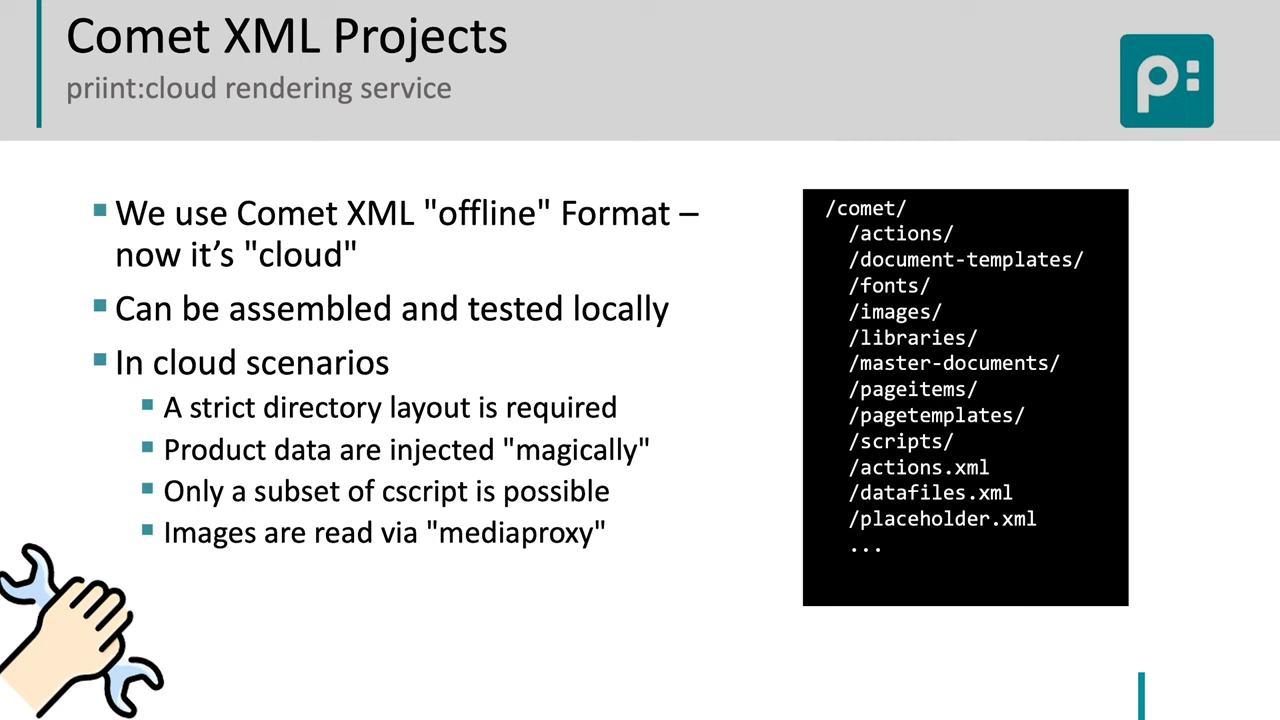 Comet XML Projects
priint:cloud rendering service
p:
We use Comet XML "offline" Format –
now it’s "cloud"
Can be assembled and tested locally
In cloud scenarios
A strict directory layout is required
Product data are injected "magically"
Only a subset of cscript is possible
Images are read via "mediaproxy"
/comet/
/actions/
/document-templates/
/fonts/
/images/
/libraries/
/master-documents/
/pageitems/
/pagetemplates/
/scripts/
/actions.xml
/datafiles.xml
/placeholder.xml
...